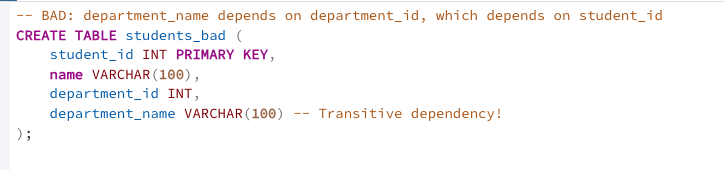 -- BAD: department_name depends on department_id, which depends on student_id
CREATE TABLE students_bad (
    student_id INT PRIMARY KEY,
    name VARCHAR(100),
    department_id INT,
    department_name VARCHAR(100) -- Transitive dependency!
);